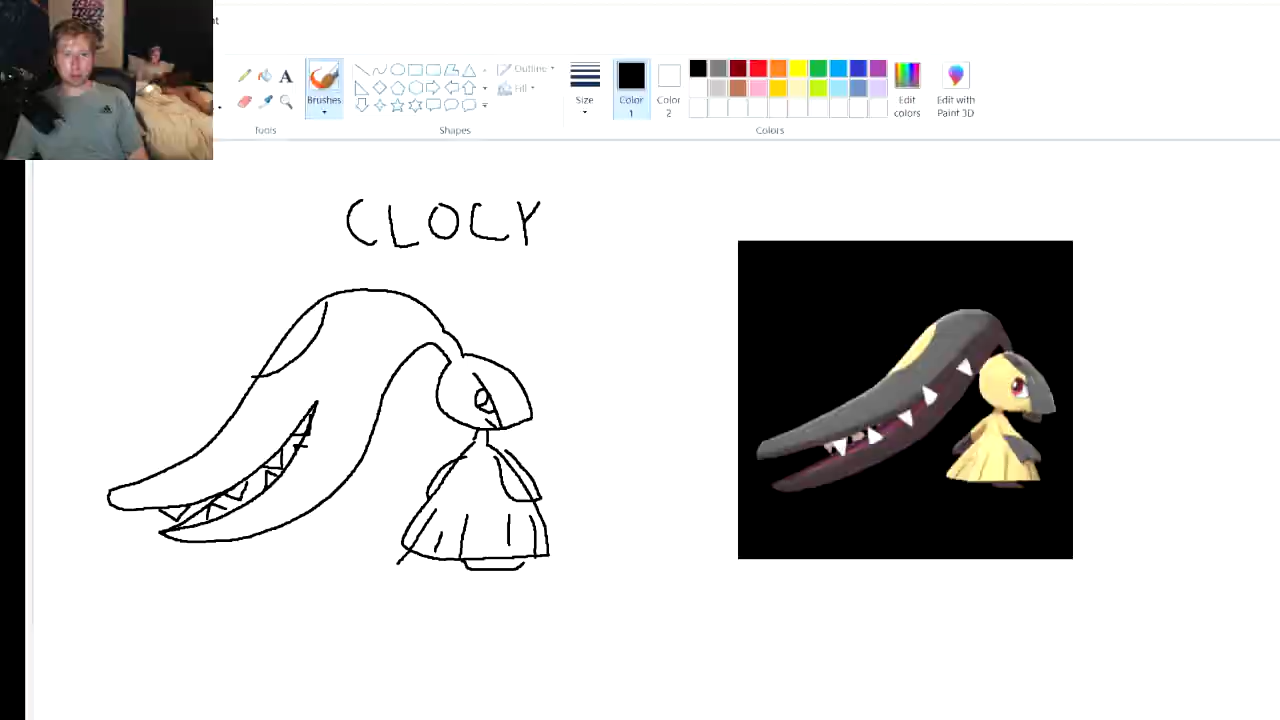 t
CLOCY
Tools
Brushes
Shapes
Outline
Fill
Size
Color 1
Color 2
Colors
Edit colors
Edit with Paint 3D
A